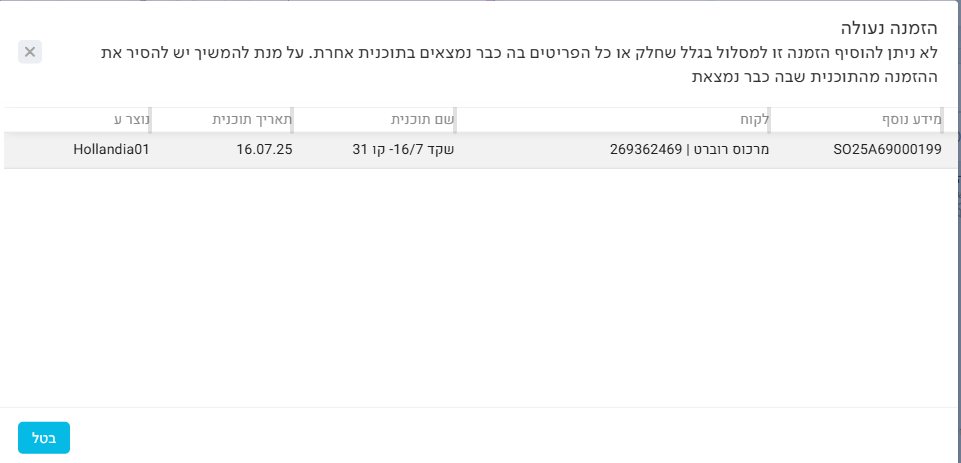 הזמנה נעולה
לא ניתן להוסיף הזמנה זו למסלול בגלל שחלק או כל הפריטים בה כבר נמצאים בתוכנית אחרת. על מנת להמשיך יש להסיר את
ההזמנה מהתוכנית שבה כבר נמצאת
מידע נוסף לקוח שם תוכנית תאריך תוכנית נוצר ע
SO25A69000199 מרכוס רוברט | 269362469 שקד 16/7- קו 31 16.07.25 Hollandia01
בטל